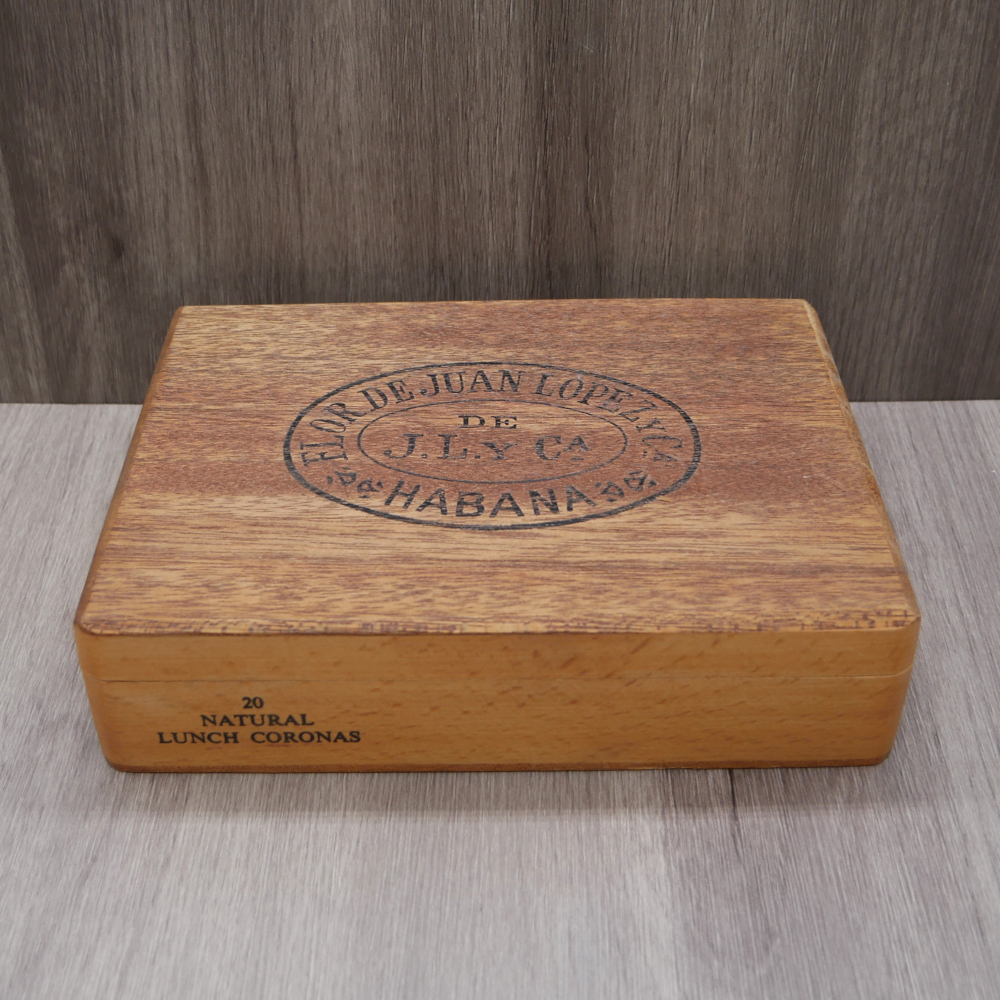 FLOR DE JUAN LOPEZ Y Ca
DE
J.L.Y CA
HABANA
20
NATURAL
LUNCH CORONAS